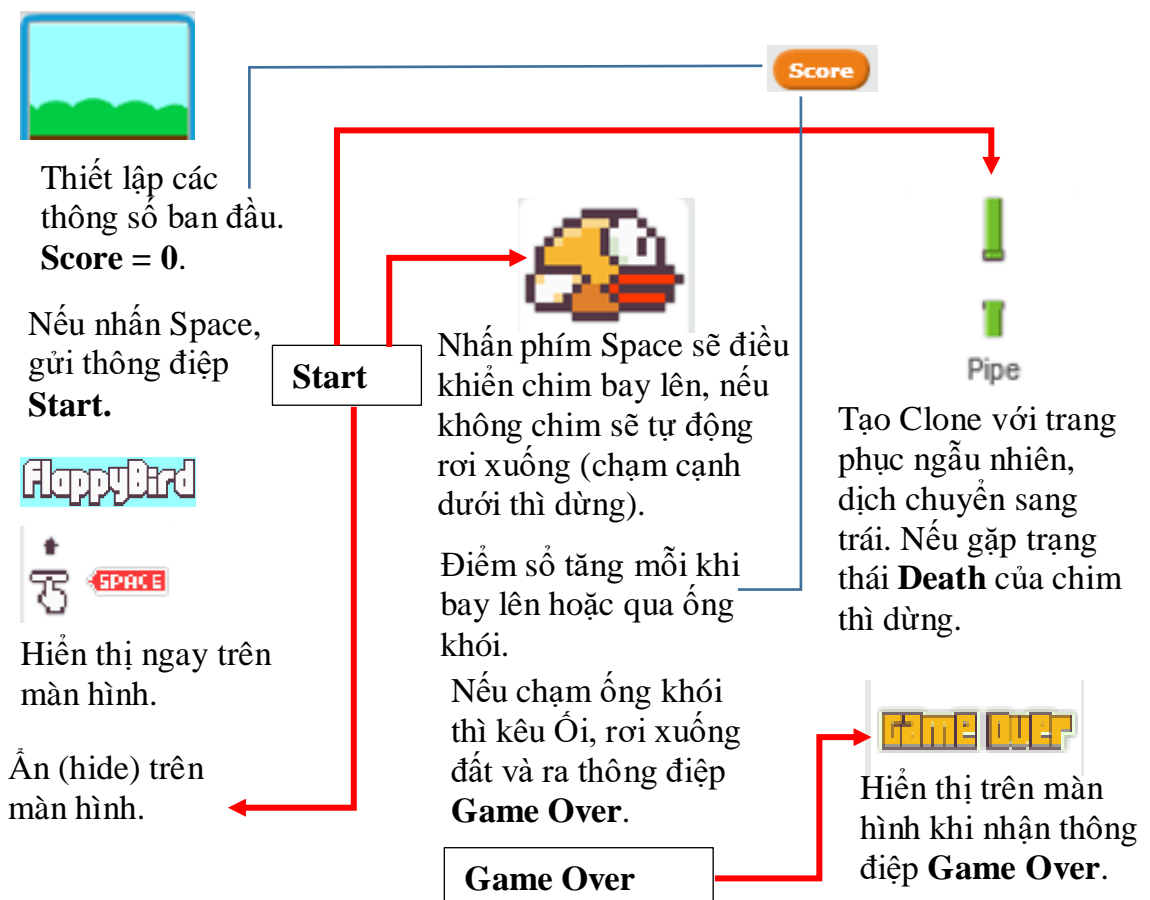 Score
Thiết lập các
thông số ban đầu.
Score = 0.
Nếu nhấn Space,
gửi thông điệp
Start.
FlappyBird
SPACE
Hiển thị ngay trên
màn hình.
Ẩn (hide) trên
màn hình.
Start
Nhấn phím Space sẽ điều
khiển chim bay lên, nếu
không chim sẽ tự động
rơi xuống (chạm cạnh
dưới thì dừng).
Điểm số tăng mỗi khi
bay lên hoặc qua ống
khói.
Nếu chạm ống khói
thì kêu Ối, rơi xuống
đất và ra thông điệp
Game Over.
Game Over
Pipe
Tạo Clone với trang
phục ngẫu nhiên,
dịch chuyển sang
trái. Nếu gặp trạng
thái Death của chim
thì dừng.
Game Over
Hiển thị trên màn
hình khi nhận thông
điệp Game Over.